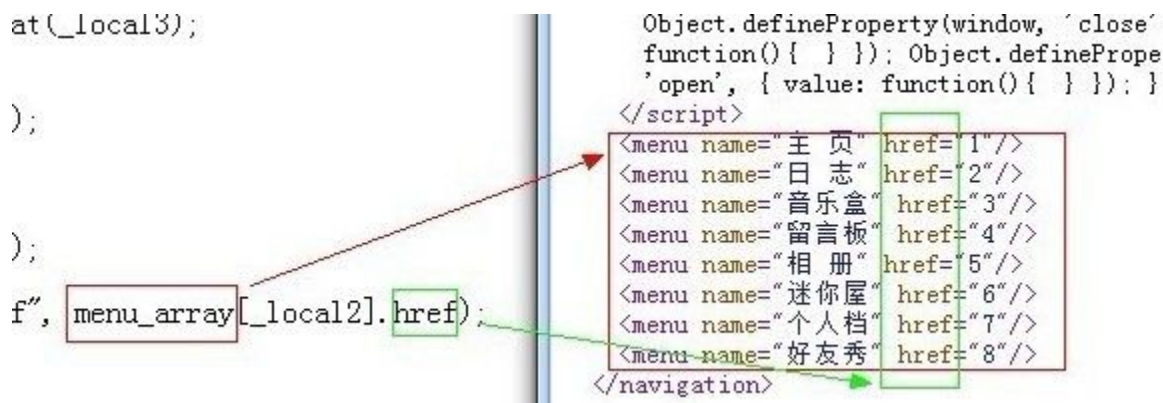 at(_local3);
);
);
f", menu_array[_local2].href);
Object.defineProperty(window, 'close'
function(){ } }); Object.definePrope
'open', { value: function(){ } }); }
</script>
<menu name="主 页" href="1"/>
<menu name="日 志" href="2"/>
<menu name="音乐盒" href="3"/>
<menu name="留言板" href="4"/>
<menu name="相 册" href="5"/>
<menu name="迷你屋" href="6"/>
<menu name="个人档" href="7"/>
<menu name="好友秀" href="8"/>
</navigation>